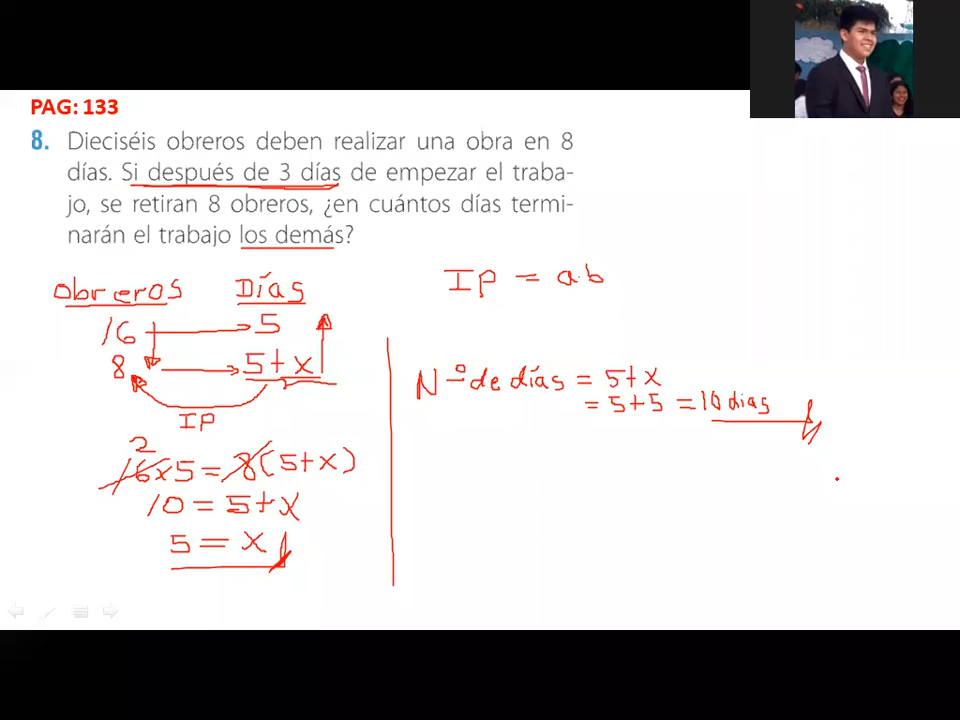 PAG: 133
8. Dieciséis obreros deben realizar una obra en 8
días. Si después de 3 días de empezar el traba-
jo, se retiran 8 obreros, ¿en cuántos días termi-
narán el trabajo los demás?
Obreros Días
16 5
8 5+x
IP
2
16x5=8(5+x)
10=5+x
5=x
IP = a.b
Nº de días = 5+x
= 5+5 = 10 dias